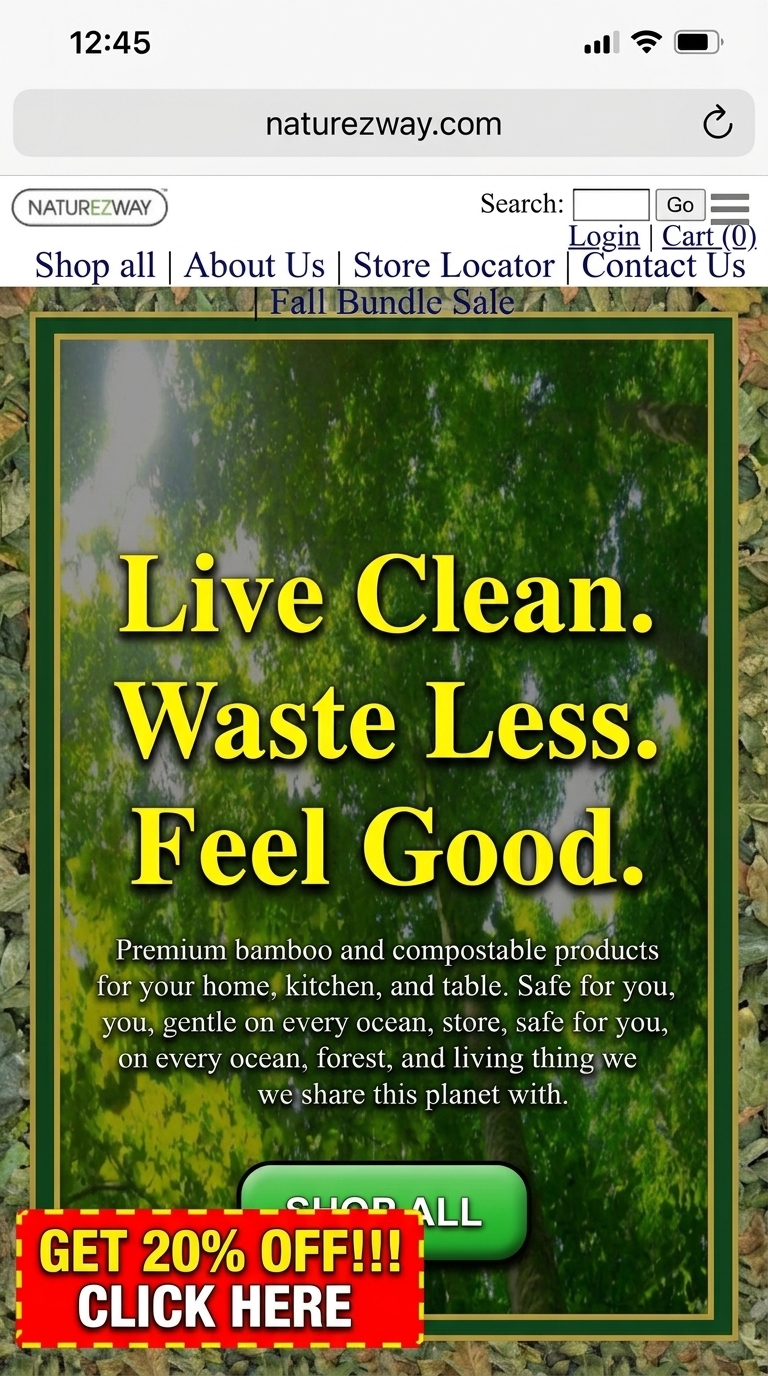 12:45
naturezway.com
NATUREZWAY™
Search: Go
Login | Cart (0)
Shop all | About Us | Store Locator | Contact Us
| Fall Bundle Sale
Live Clean.
Waste Less.
Feel Good.
Premium bamboo and compostable products
for your home, kitchen, and table. Safe for you,
you, gentle on every ocean, store, safe for you,
on every ocean, forest, and living thing we
we share this planet with.
SHOP ALL
GET 20% OFF!!!
CLICK HERE